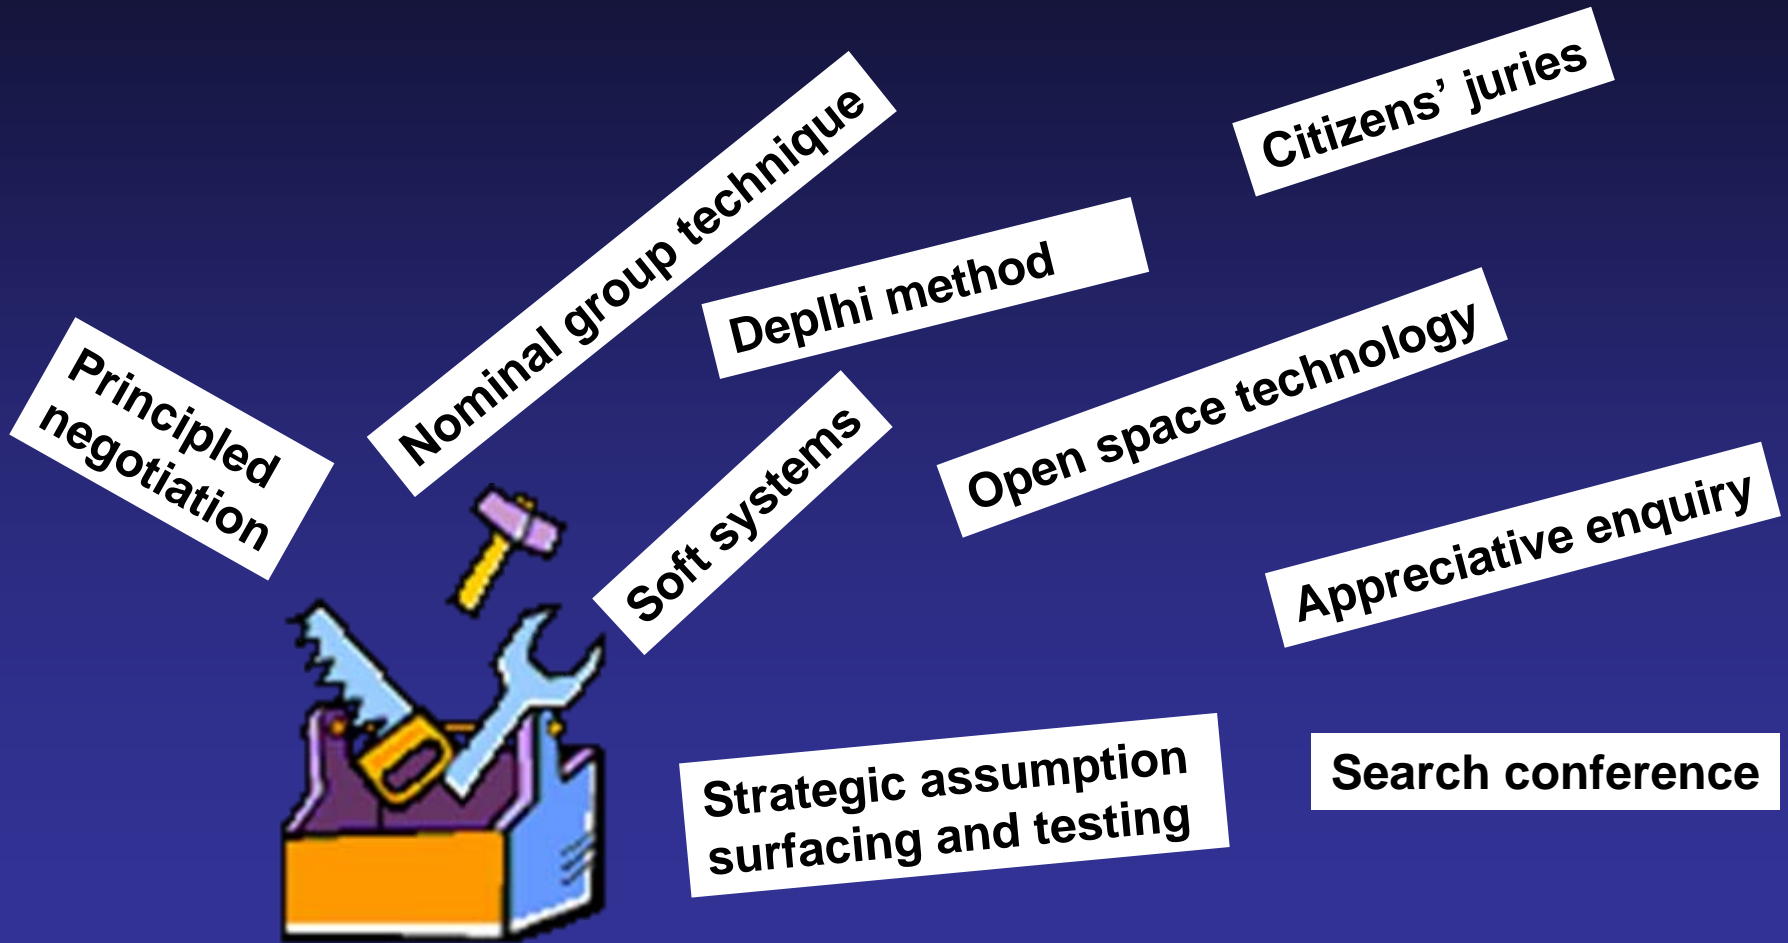 Citizens’ juries
Nominal group technique
Deplhi method
Principled
negotiation
Open space technology
Soft systems
Appreciative enquiry
Strategic assumption
surfacing and testing
Search conference